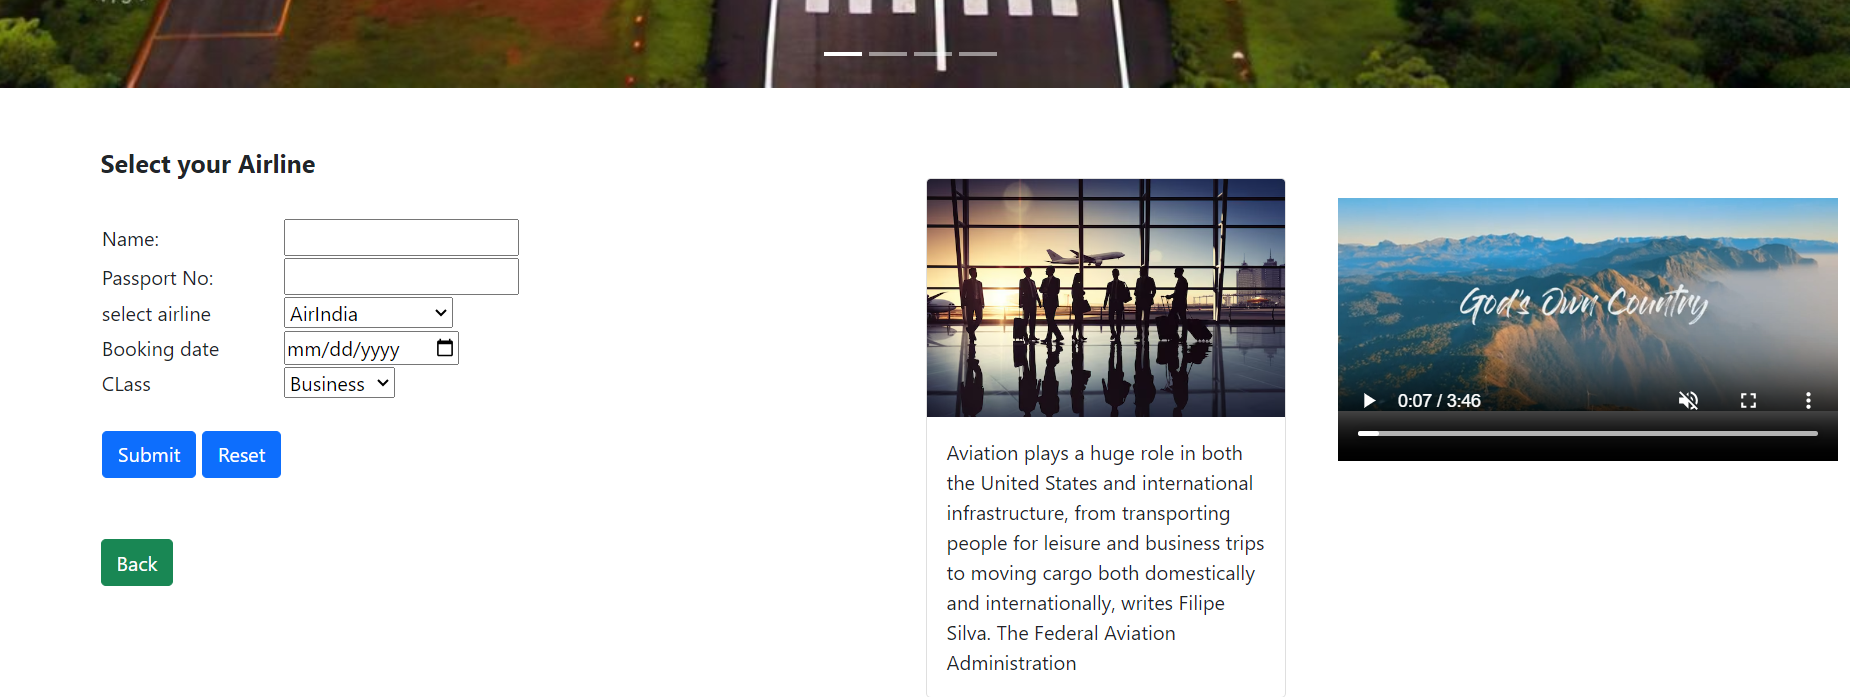 Select your Airline
Name:
Passport No:
select airline
AirIndia
Booking date
mm/dd/yyyy
CLass
Business
Submit
Reset
Back
Aviation plays a huge role in both
the United States and international
infrastructure, from transporting
people for leisure and business trips
to moving cargo both domestically
and internationally, writes Filipe
Silva. The Federal Aviation
Administration
God's Own Country
0:07 / 3:46